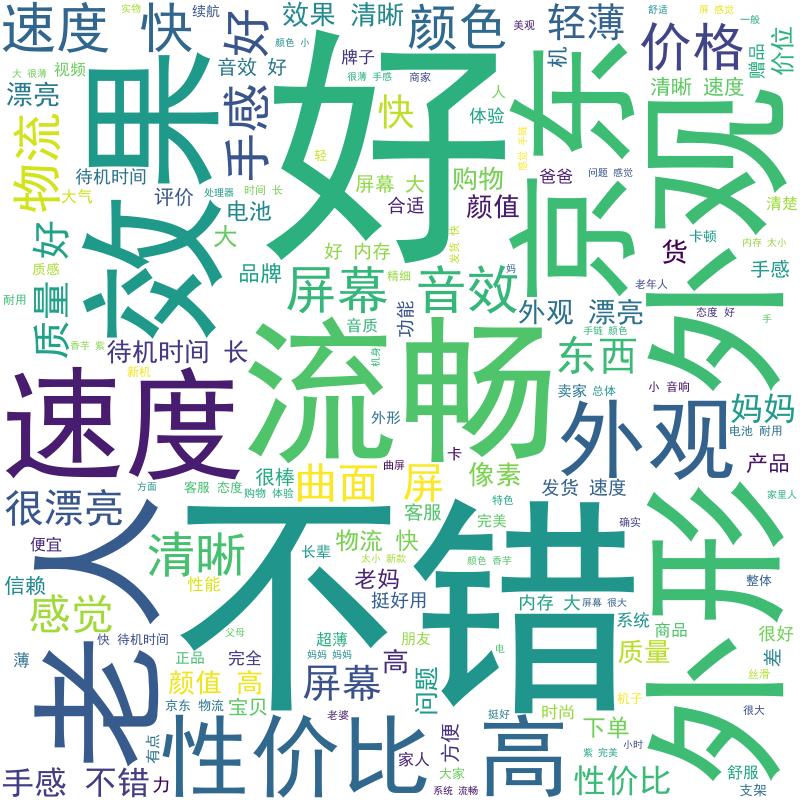 速度 快
续航
好
效果 清晰
颜色
轻薄
舒适
屏 感觉
一般
美观
实物
颜色 小
牌子
机
价格
赠品
价位
大 很薄
视频
音效 好
很薄 手感
商家
漂亮
效果
手感
好
快
人
体验
京东
清晰 速度
外观
物流
轻
感觉 手链
待机时间
大气
评价
处理器
时间 长
屏幕 大
购物
爸爸
问题 感觉
合适
颜值
清楚
电池
大
好 内存
发货 快
货
卡顿
内存 太小
质量 好
质感
品牌
精细
妈
手感
屏幕
音效
老年人
耐用
功能
外观 漂亮
态度 好
手
音质
手链 颜色
香芋 紫
待机时间 长
流畅
机身
东西
新机
速度
卖家
总体
小 音响
外形
外观
妈妈
电池 耐用
卡
很棒
曲屏
曲面 屏
像素
产品
方面
客服 态度
购物 体验
发货 速度
家里人
很漂亮
老人
不错
特色
客服
完美
确实
外形
便宜
清晰
长辈
物流 快
太小 新款
颜色 香芋
信赖
性能
老妈
整体
感觉
挺好用
内存 大
屏幕 很大
系统
父母
商品
很好
快 待机时间
超薄
朋友
薄
正品
完全
妈妈 妈妈
电
质量
差
颜值 高
屏幕
高
丝滑
问题
机子
京东 物流
宝贝
时尚
很大
老婆
挺好
下单
有点
性价比 高
方便
小时
紫 完美
家人
大家
舒服
手感 不错
力
系统 流畅
性价比
支架